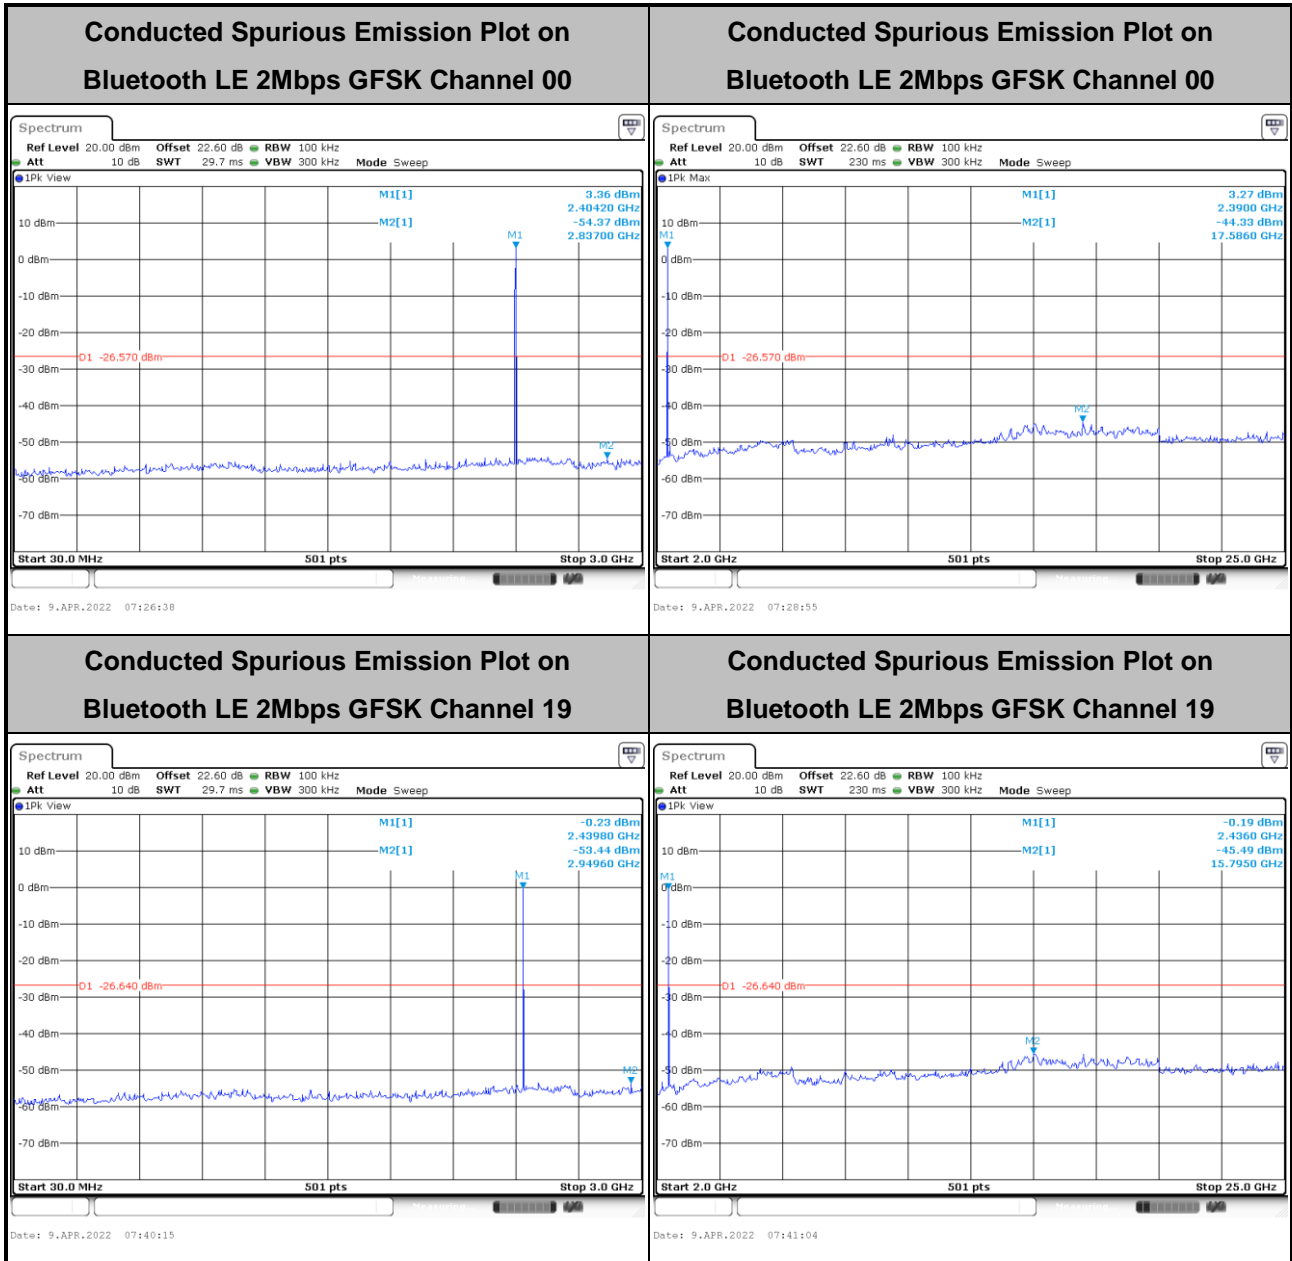 Conducted Spurious Emission Plot on
Bluetooth LE 2Mbps GFSK Channel 00
Spectrum
Ref Level 20.00 dBm Offset 22.60 dB RBW 100 kHz
Att 10 dB SWT 29.7 ms VBW 300 kHz Mode Sweep
1Pk View
M1[1] 3.36 dBm
2.40420 GHz
10 dBm
M2[1] -54.37 dBm
M1 2.83700 GHz
0 dBm
-10 dBm
-20 dBm
D1 -26.570 dBm
-30 dBm
-40 dBm
-50 dBm
M2
-60 dBm
-70 dBm
Start 30.0 MHz 501 pts Stop 3.0 GHz
Measuring...
Date: 9.APR.2022 07:26:38
Conducted Spurious Emission Plot on
Bluetooth LE 2Mbps GFSK Channel 00
Spectrum
Ref Level 20.00 dBm Offset 22.60 dB RBW 100 kHz
Att 10 dB SWT 230 ms VBW 300 kHz Mode Sweep
1Pk Max
M1[1] 3.27 dBm
2.3900 GHz
10 dBm
M2[1] -44.33 dBm
M1 17.5860 GHz
0 dBm
-10 dBm
-20 dBm
D1 -26.570 dBm
-30 dBm
-40 dBm
M2
-50 dBm
-60 dBm
-70 dBm
Start 2.0 GHz 501 pts Stop 25.0 GHz
Measuring...
Date: 9.APR.2022 07:28:55
Conducted Spurious Emission Plot on
Bluetooth LE 2Mbps GFSK Channel 19
Spectrum
Ref Level 20.00 dBm Offset 22.60 dB RBW 100 kHz
Att 10 dB SWT 29.7 ms VBW 300 kHz Mode Sweep
1Pk View
M1[1] -0.23 dBm
2.43980 GHz
10 dBm
M2[1] -53.44 dBm
2.94960 GHz
M1
0 dBm
-10 dBm
-20 dBm
D1 -26.640 dBm
-30 dBm
-40 dBm
-50 dBm
M2
-60 dBm
-70 dBm
Start 30.0 MHz 501 pts Stop 3.0 GHz
Measuring...
Date: 9.APR.2022 07:40:15
Conducted Spurious Emission Plot on
Bluetooth LE 2Mbps GFSK Channel 19
Spectrum
Ref Level 20.00 dBm Offset 22.60 dB RBW 100 kHz
Att 10 dB SWT 230 ms VBW 300 kHz Mode Sweep
1Pk View
M1[1] -0.19 dBm
2.4360 GHz
10 dBm
M2[1] -45.49 dBm
15.7950 GHz
M1
0 dBm
-10 dBm
-20 dBm
D1 -26.640 dBm
-30 dBm
-40 dBm
M2
-50 dBm
-60 dBm
-70 dBm
Start 2.0 GHz 501 pts Stop 25.0 GHz
Measuring...
Date: 9.APR.2022 07:41:04